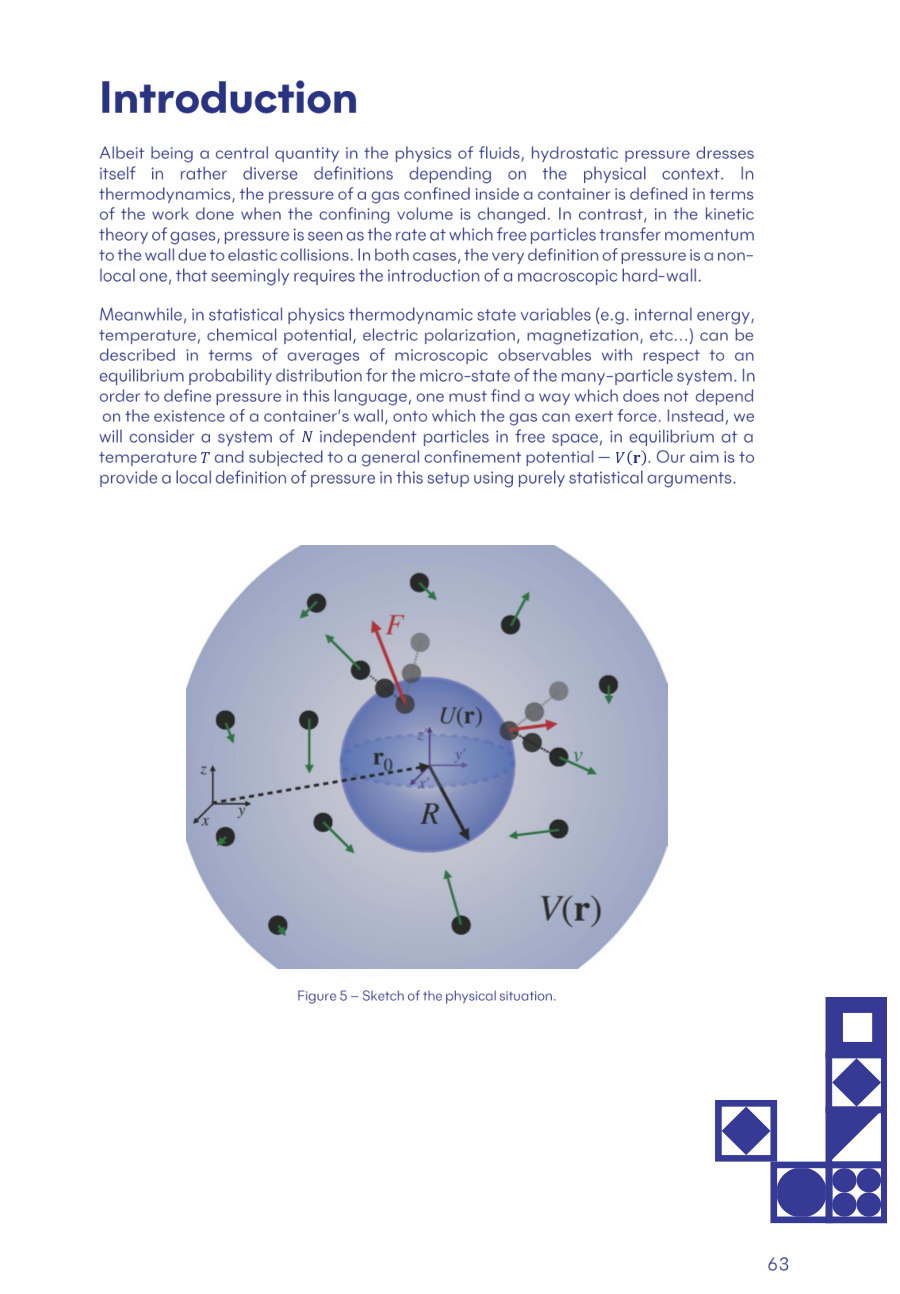 Introduction
Albeit being a central quantity in the physics of fluids, hydrostatic pressure dresses
itself in rather diverse definitions depending on the physical context. In
thermodynamics, the pressure of a gas confined inside a container is defined in terms
of the work done when the confining volume is changed. In contrast, in the kinetic
theory of gases, pressure is seen as the rate at which free particles transfer momentum
to the wall due to elastic collisions. In both cases, the very definition of pressure is a non-
local one, that seemingly requires the introduction of a macroscopic hard-wall.
Meanwhile, in statistical physics thermodynamic state variables (e.g. internal energy,
temperature, chemical potential, electric polarization, magnetization, etc...) can be
described in terms of averages of microscopic observables with respect to an
equilibrium probability distribution for the micro-state of the many-particle system. In
order to define pressure in this language, one must find a way which does not depend
on the existence of a container's wall, onto which the gas can exert force. Instead, we
will consider a system of N independent particles in free space, in equilibrium at a
temperature T and subjected to a general confinement potential — V(r). Our aim is to
provide a local definition of pressure in this setup using purely statistical arguments.
F
U(r)
z'
y'
x'
r₀
v
z
y
x
R
V(r)
Figure 5 – Sketch of the physical situation.
63